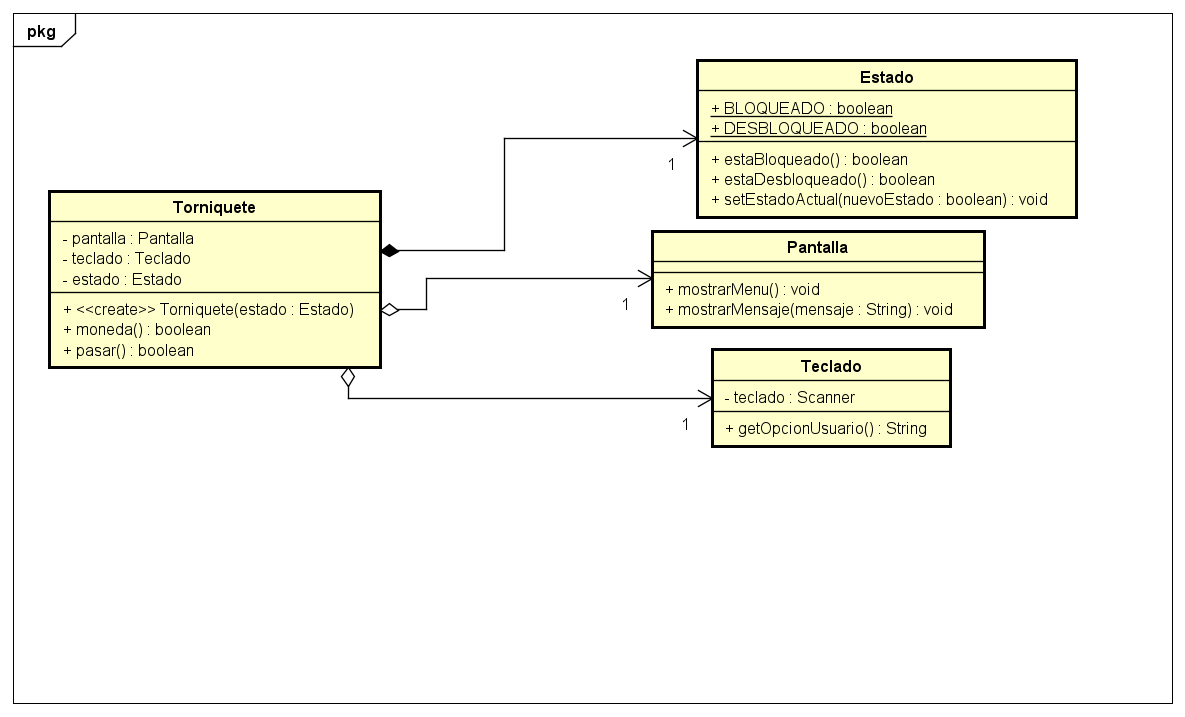 pkg
Estado
+ BLOQUEADO : boolean
+ DESBLOQUEADO : boolean
+ estaBloqueado() : boolean
+ estaDesbloqueado() : boolean
+ setEstadoActual(nuevoEstado : boolean) : void
1
Torniquete
- pantalla : Pantalla
- teclado : Teclado
- estado : Estado
+ <<create>> Torniquete(estado : Estado)
+ moneda() : boolean
+ pasar() : boolean
Pantalla
+ mostrarMenu() : void
+ mostrarMensaje(mensaje : String) : void
1
Teclado
- teclado : Scanner
+ getOpcionUsuario() : String
1